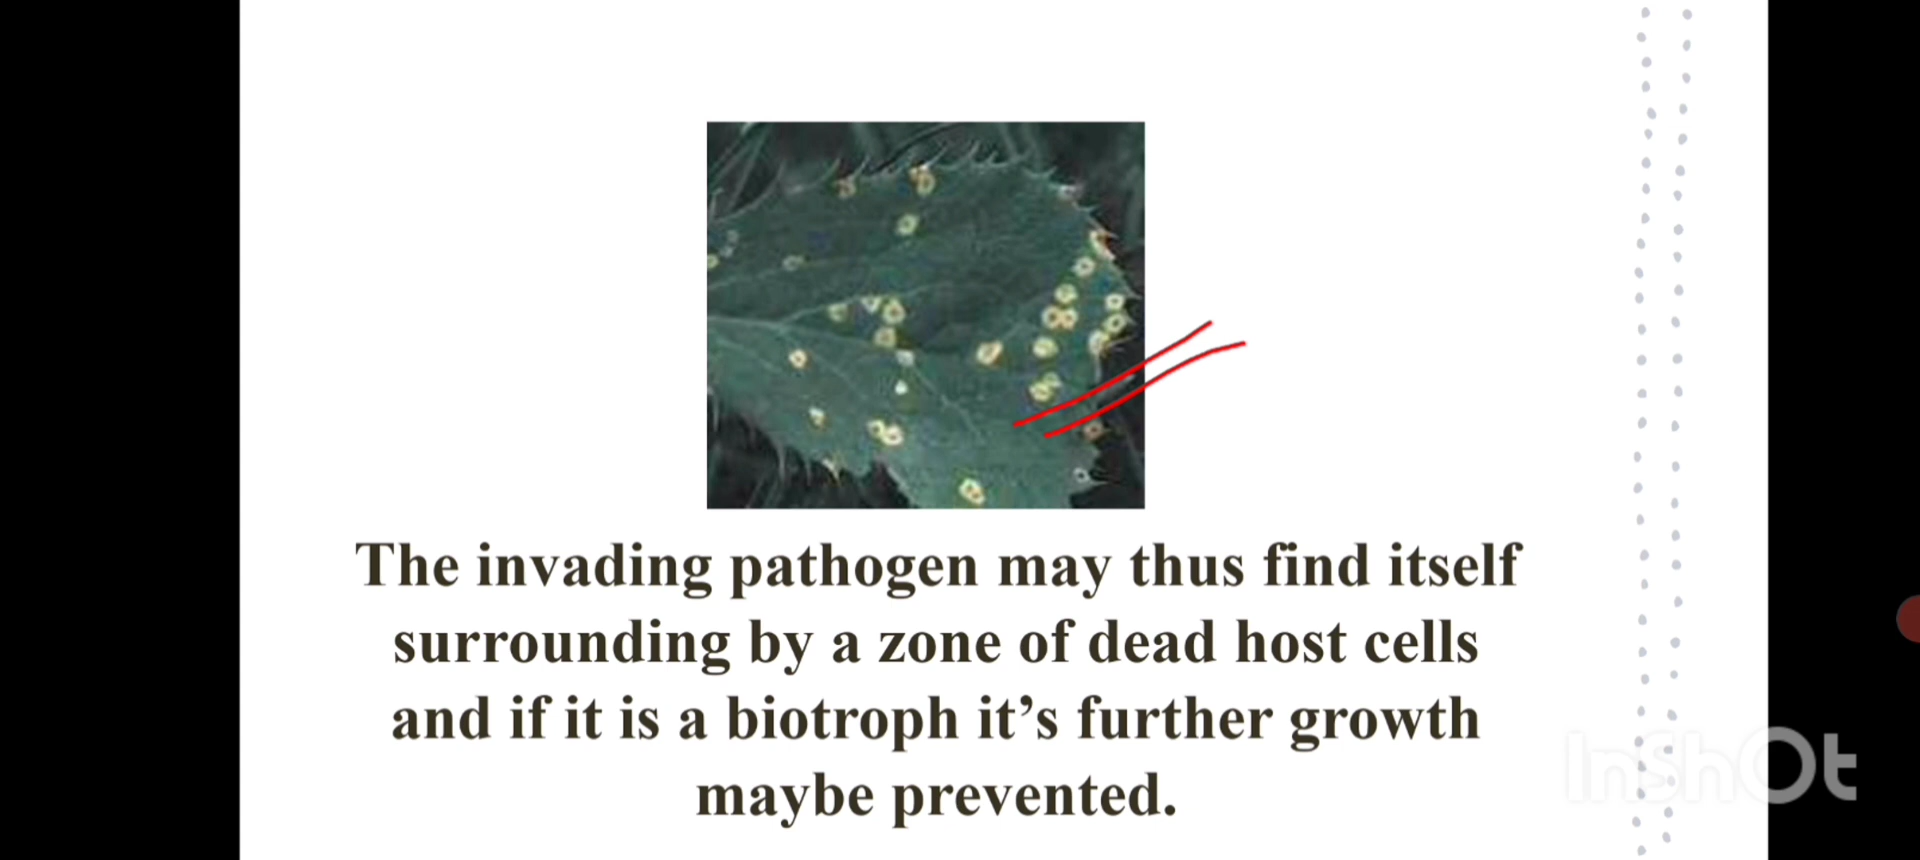 The invading pathogen may thus find itself
surrounding by a zone of dead host cells
and if it is a biotroph it’s further growth
maybe prevented.
InShOt